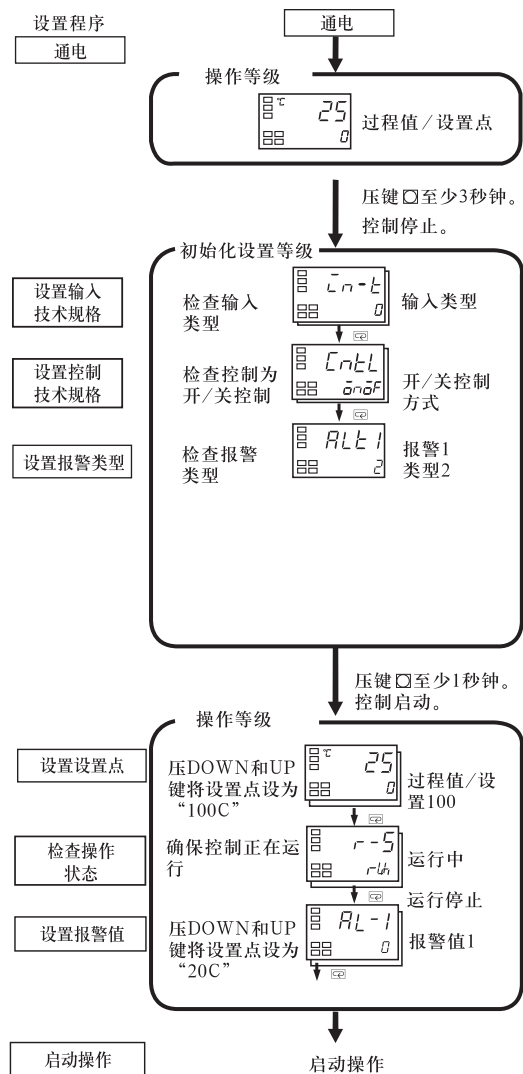 设置程序
通电
通电
操作等级
℃ 25
0
过程值/设置点
压键至少3秒钟。
控制停止。
初始化设置等级
设置输入
技术规格
检查输入
类型
in-t
0
输入类型
设置控制
技术规格
检查控制为
开/关控制
CntL
onoF
开/关控制
方式
设置报警类型
检查报警
类型
ALt1
2
报警1
类型2
压键至少1秒钟。
控制启动。
操作等级
设置设置点
压DOWN和UP
键将设置点设为
“100C”
℃ 25
0
过程值/设
置100
检查操作
状态
确保控制正在运
行
r-S
run
运行中
运行停止
设置报警值
压DOWN和UP
键将设置点设为
“20C”
AL-1
0
报警值1
启动操作
启动操作